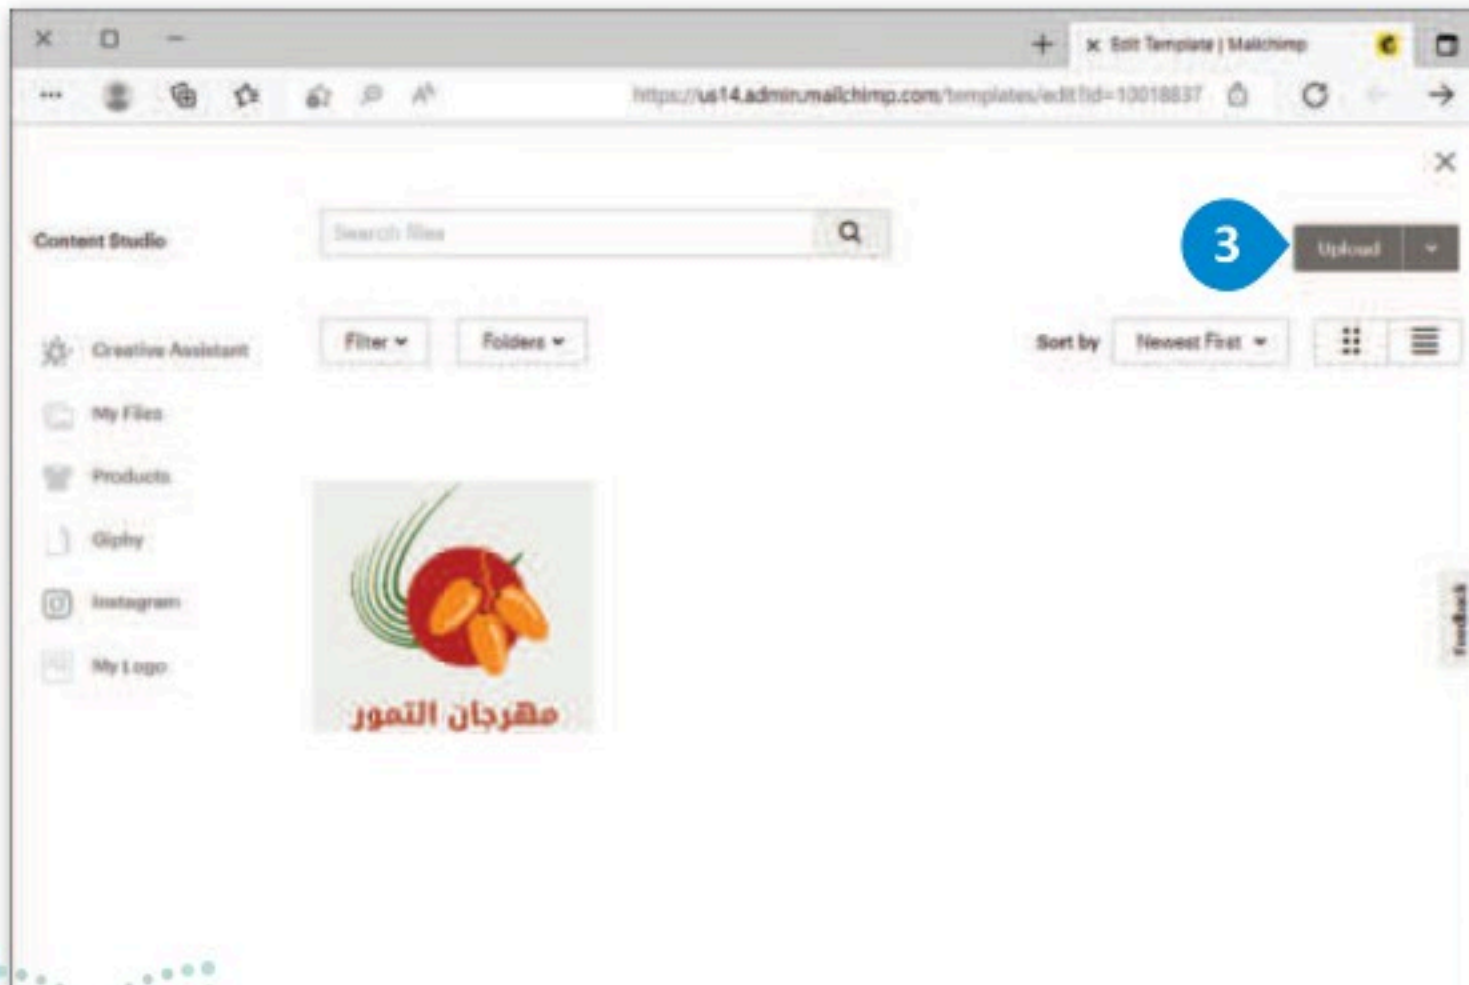 Edit Template | Mailchimp
https://us14.admin.mailchimp.com/templates/edit?id=10018837
Content Studio
Search files
3
Upload
Creative Assistant
Filter
Folders
Sort by
Newest First
My Files
Products
Giphy
Instagram
My Logo
مهرجان التمور
Feedback